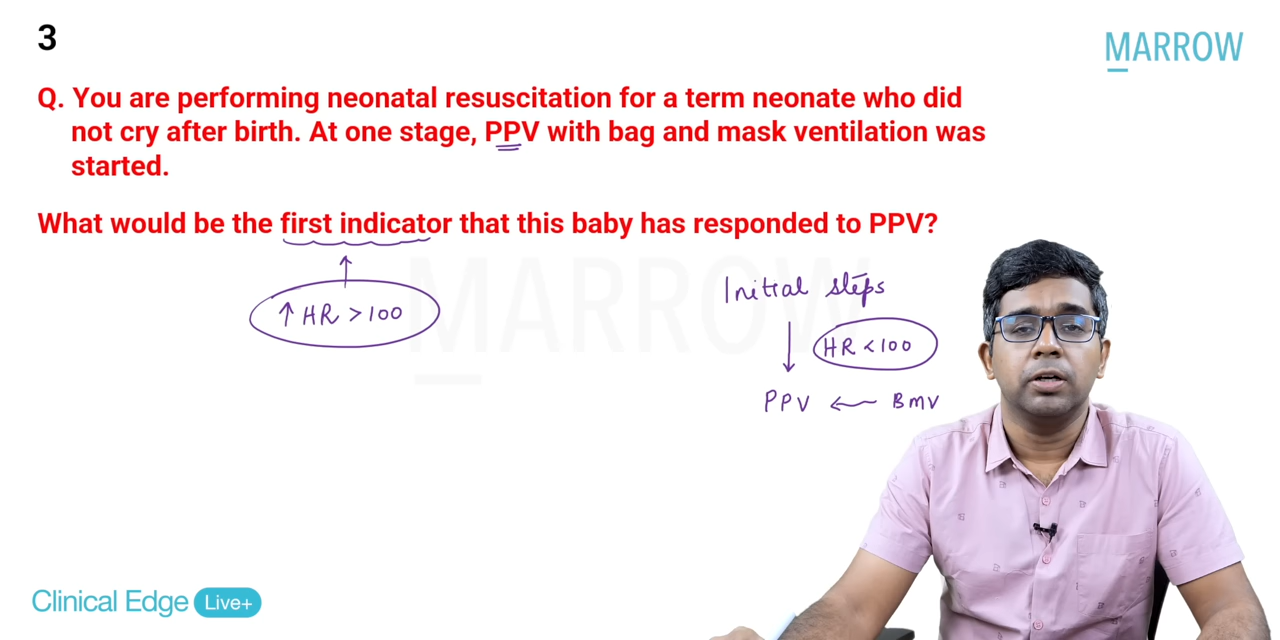 3
MARROW
Q. You are performing neonatal resuscitation for a term neonate who did
not cry after birth. At one stage, PPV with bag and mask ventilation was
started.
What would be the first indicator that this baby has responded to PPV?
↑ HR > 100
Initial steps
HR < 100
PPV ← BMV
MARROW
Clinical Edge Live+